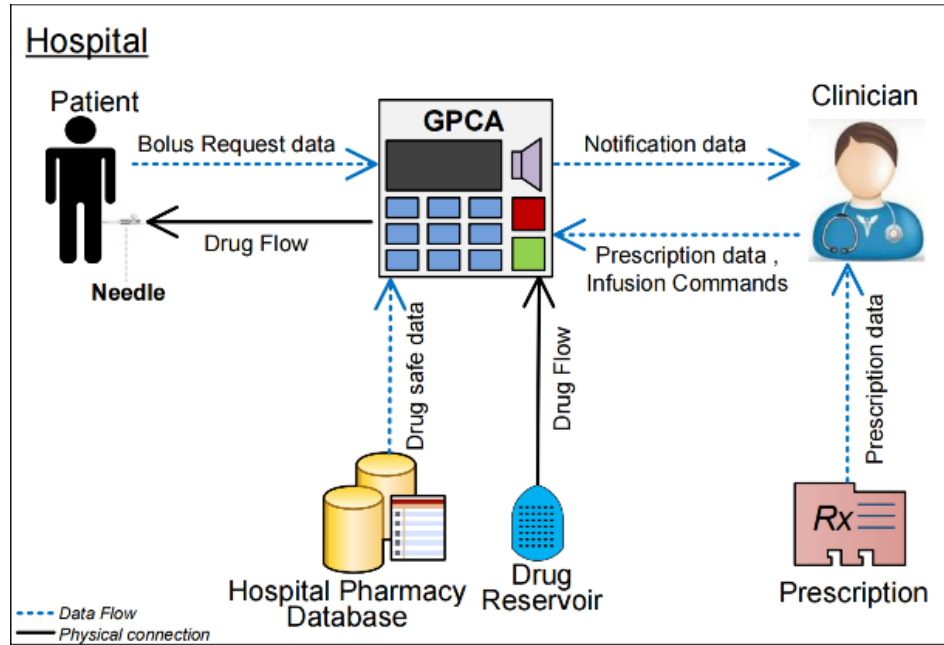 Hospital
Patient
GPCA
Clinician
Bolus Request data
Notification data
Drug Flow
Prescription data ,
Infusion Commands
Needle
Drug safe data
Drug Flow
Prescription data
Rx
Hospital Pharmacy
Database
Drug
Reservoir
Prescription
Data Flow
Physical connection